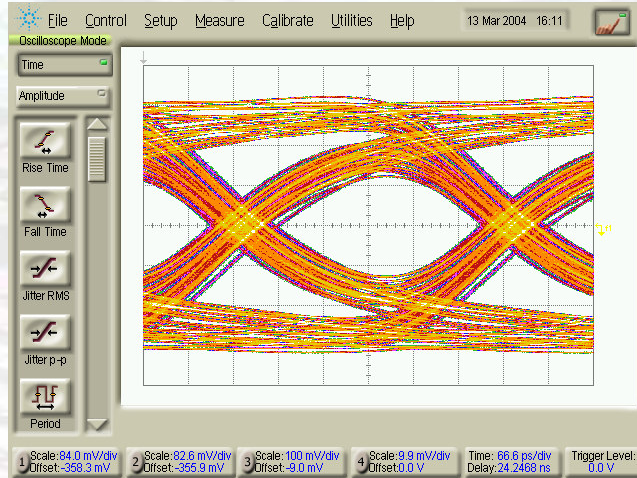 File Control Setup Measure Calibrate Utilities Help 13 Mar 2004 16:11
Oscilloscope Mode
Time
Amplitude
Rise Time
Fall Time
Jitter RMS
Jitter p-p
Period
1 Scale:84.0 mV/div 2 Scale:82.6 mV/div 3 Scale:100 mV/div 4 Scale:9.9 mV/div Time: 66.6 ps/div Trigger Level:
Offset:-358.3 mV Offset:-355.9 mV Offset:-9.0 mV Offset:0.0 V Delay:24.2468 ns 0.0 V